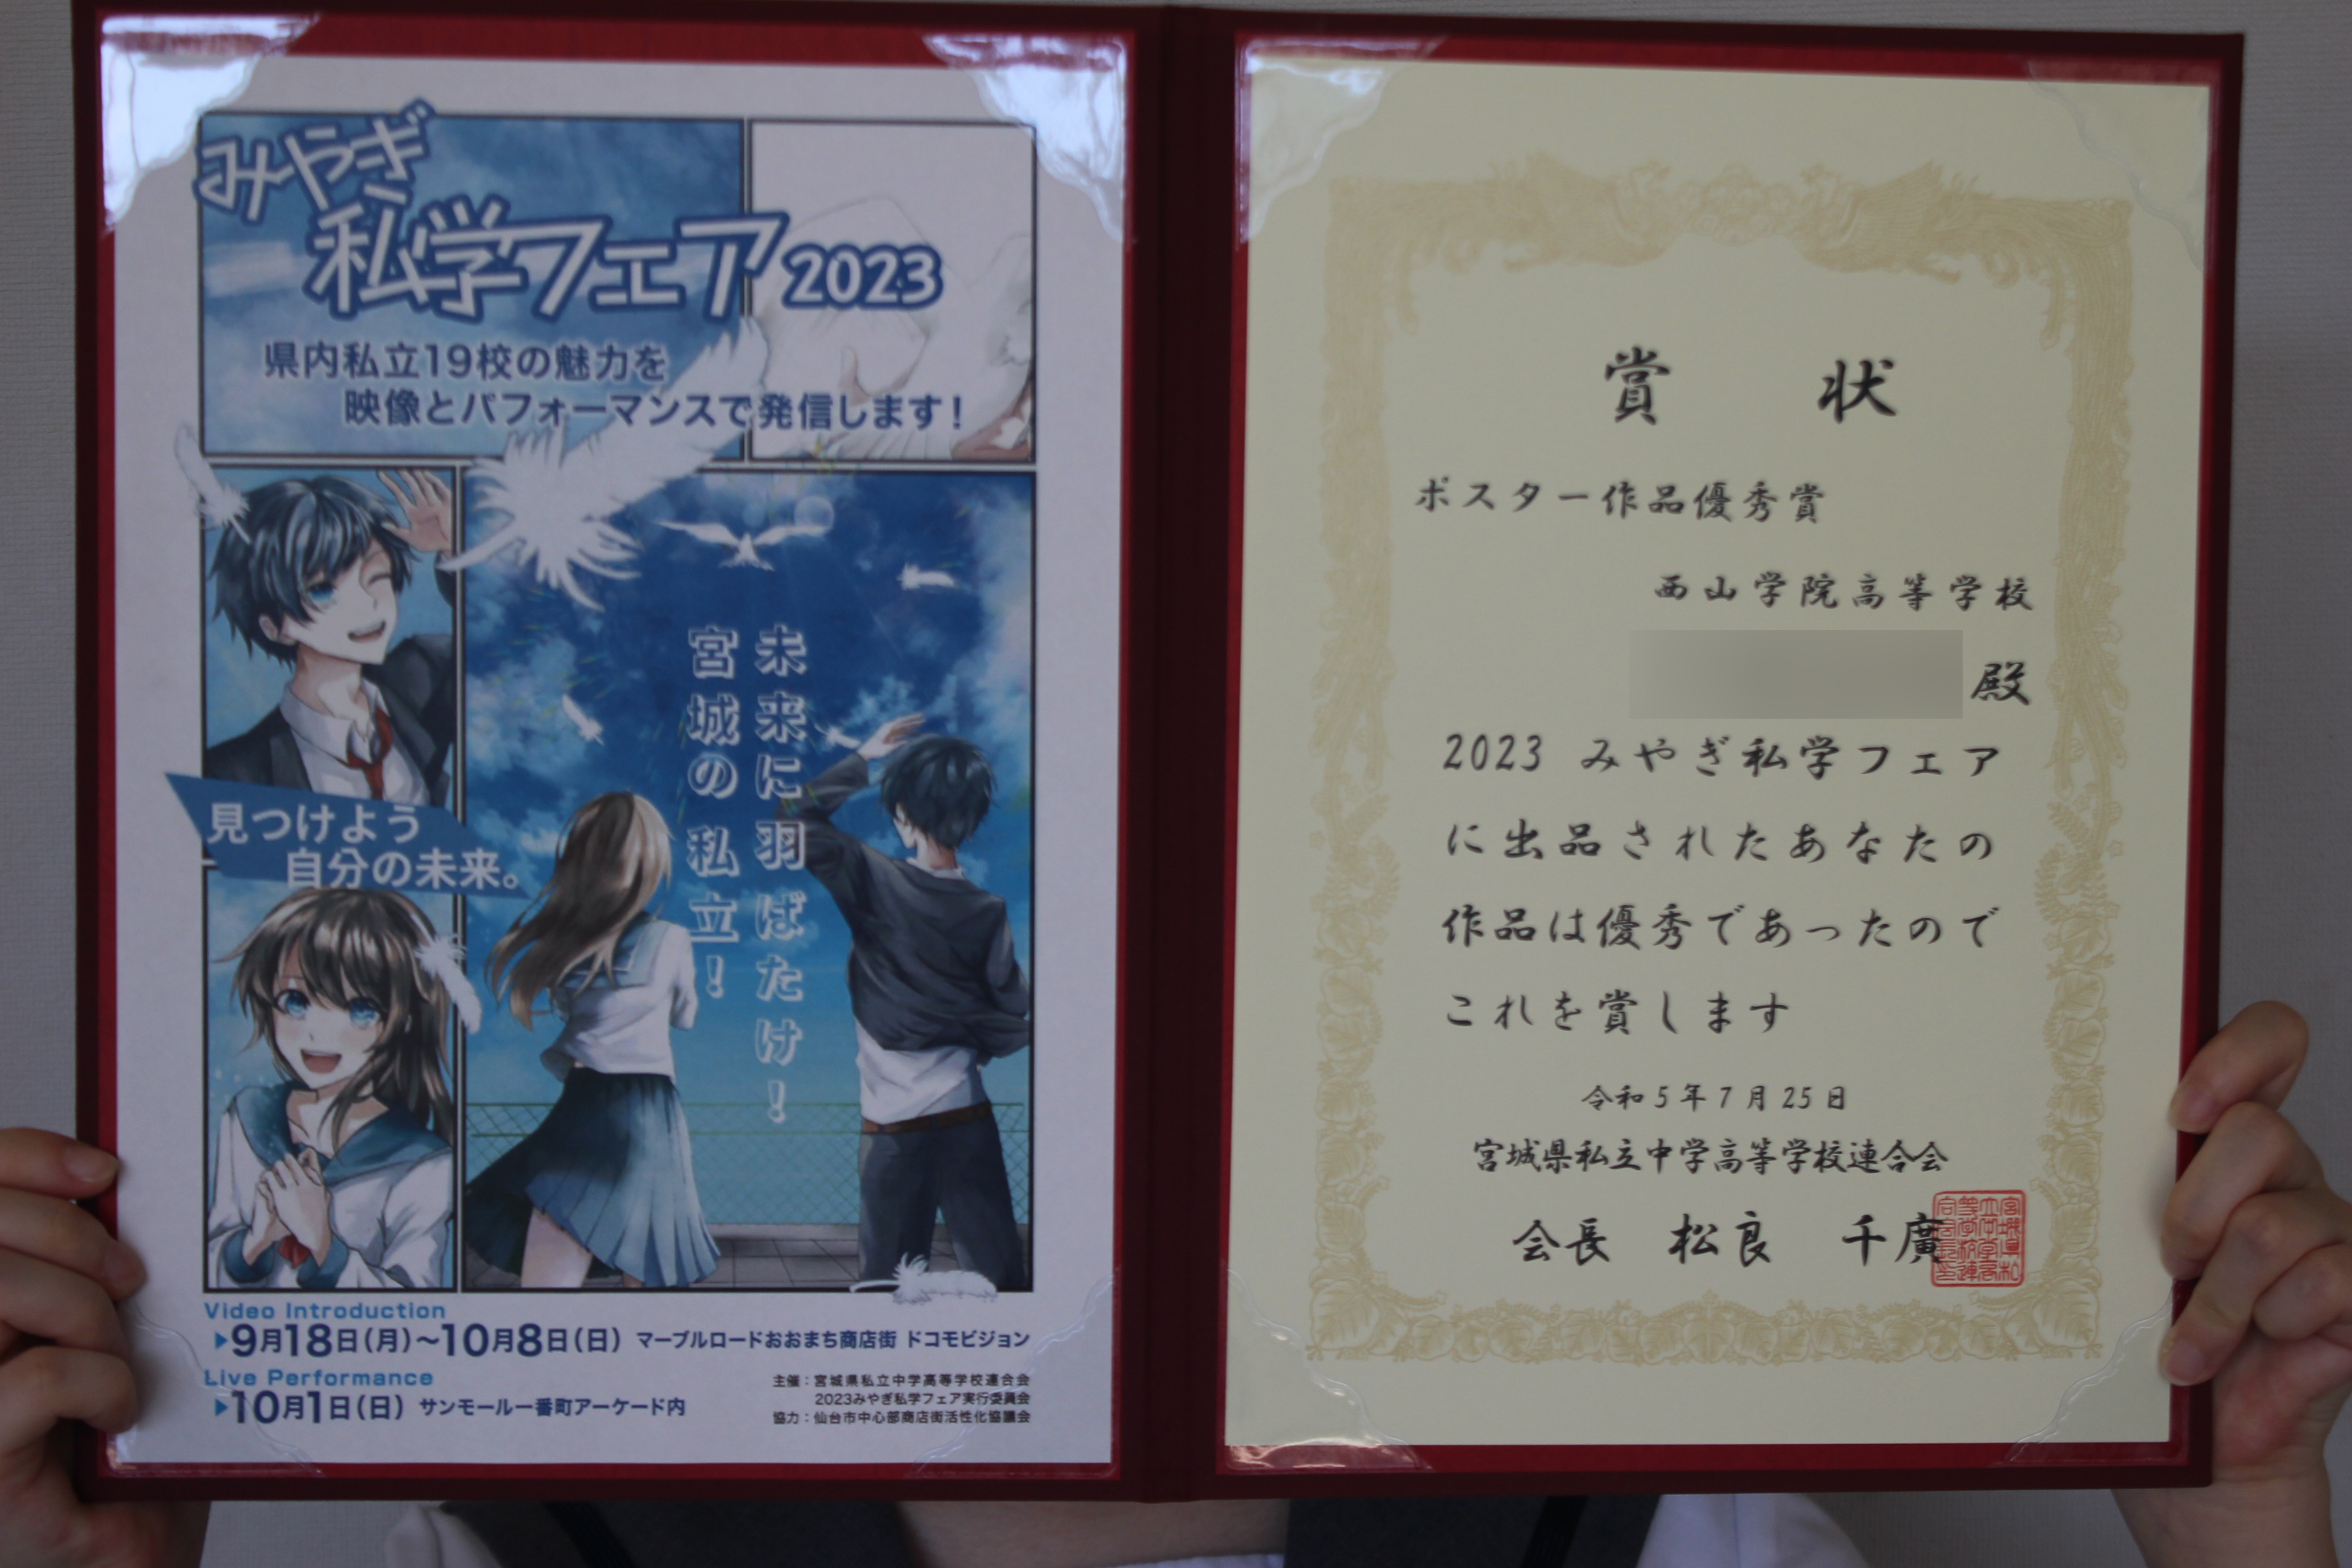 みやぎ
私学フェア2023
県内私立19校の魅力を
映像とパフォーマンスで発信します！
未来に羽ばたけ！
宮城の私立！
見つけよう
自分の未来。
Video Introduction
▶9月18日（月）～10月8日（日） マーブルロードおおまち商店街 ドコモビジョン
Live Performance
▶10月1日（日） サンモール一番町アーケード内
主催：宮城県私立中学高等学校連合会
2023みやぎ私学フェア実行委員会
協力：仙台市中心部商店街活性化協議会
賞 状
ポスター作品優秀賞
西山学院高等学校
殿
2023 みやぎ私学フェア
に出品されたあなたの
作品は優秀であったので
これを賞します
令和5年7月25日
宮城県私立中学高等学校連合会
会長 松良 千廣